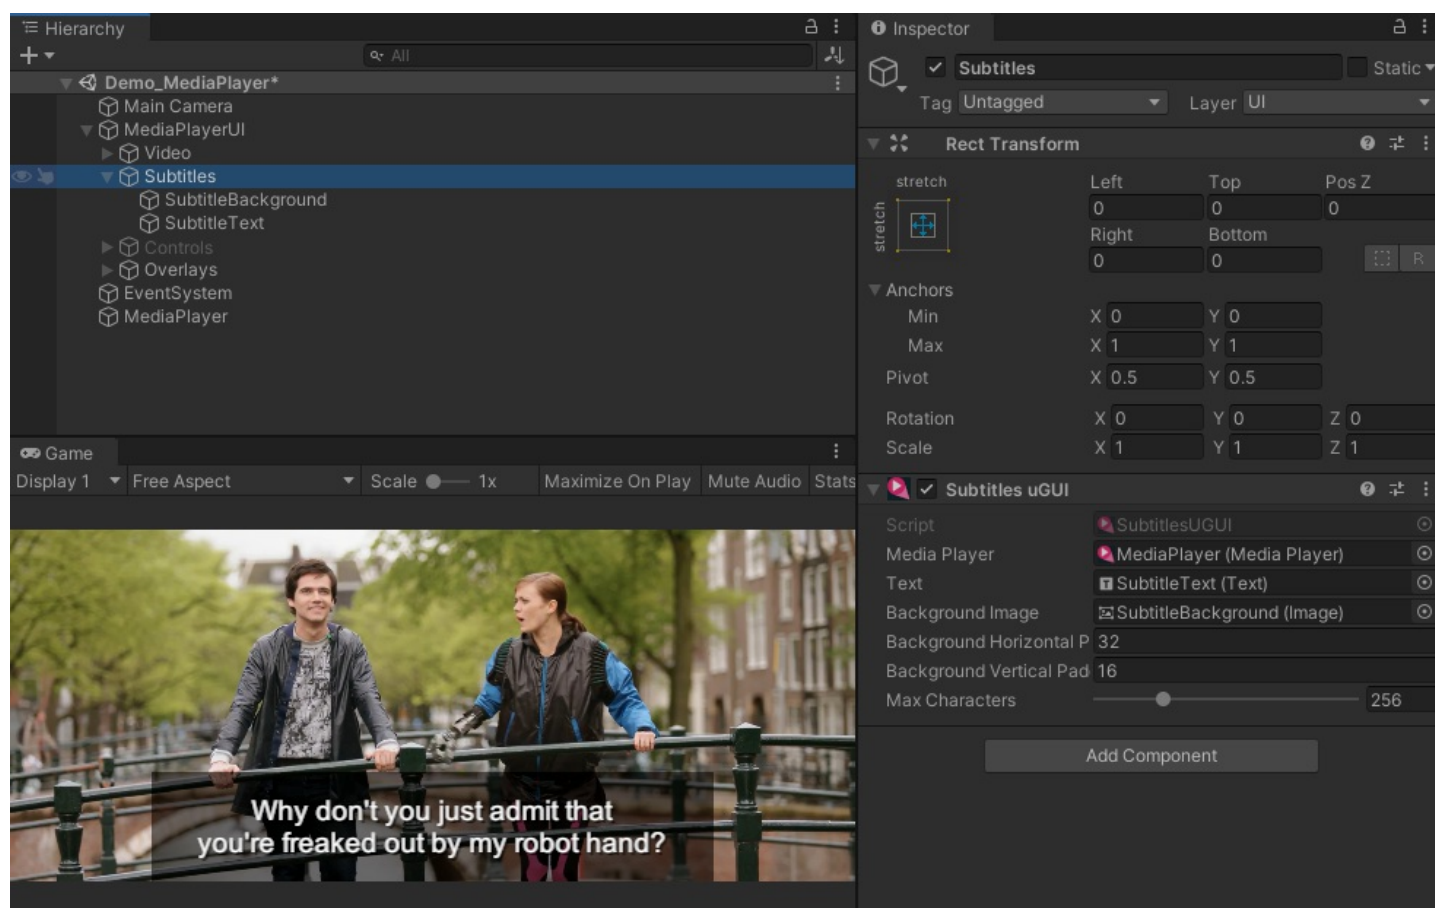 Hierarchy
All
Demo_MediaPlayer*
Main Camera
MediaPlayerUI
Video
Subtitles
SubtitleBackground
SubtitleText
Controls
Overlays
EventSystem
MediaPlayer
Game
Display 1 Free Aspect Scale 1x Maximize On Play Mute Audio Stats
Why don't you just admit that
you're freaked out by my robot hand?
Inspector
Subtitles Static
Tag Untagged Layer UI
Rect Transform
stretch Left Top Pos Z
stretch 0 0 0
Right Bottom
0 0 R
Anchors
Min X 0 Y 0
Max X 1 Y 1
Pivot X 0.5 Y 0.5
Rotation X 0 Y 0 Z 0
Scale X 1 Y 1 Z 1
Subtitles uGUI
Script SubtitlesUGUI
Media Player MediaPlayer (Media Player)
Text SubtitleText (Text)
Background Image SubtitleBackground (Image)
Background Horizontal P 32
Background Vertical Pad 16
Max Characters 256
Add Component